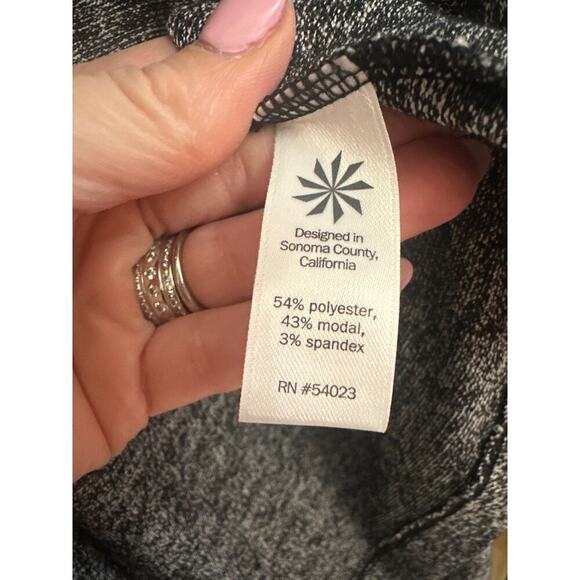 Designed in
Sonoma County,
California
54% polyester,
43% modal,
3% spandex
RN #54023